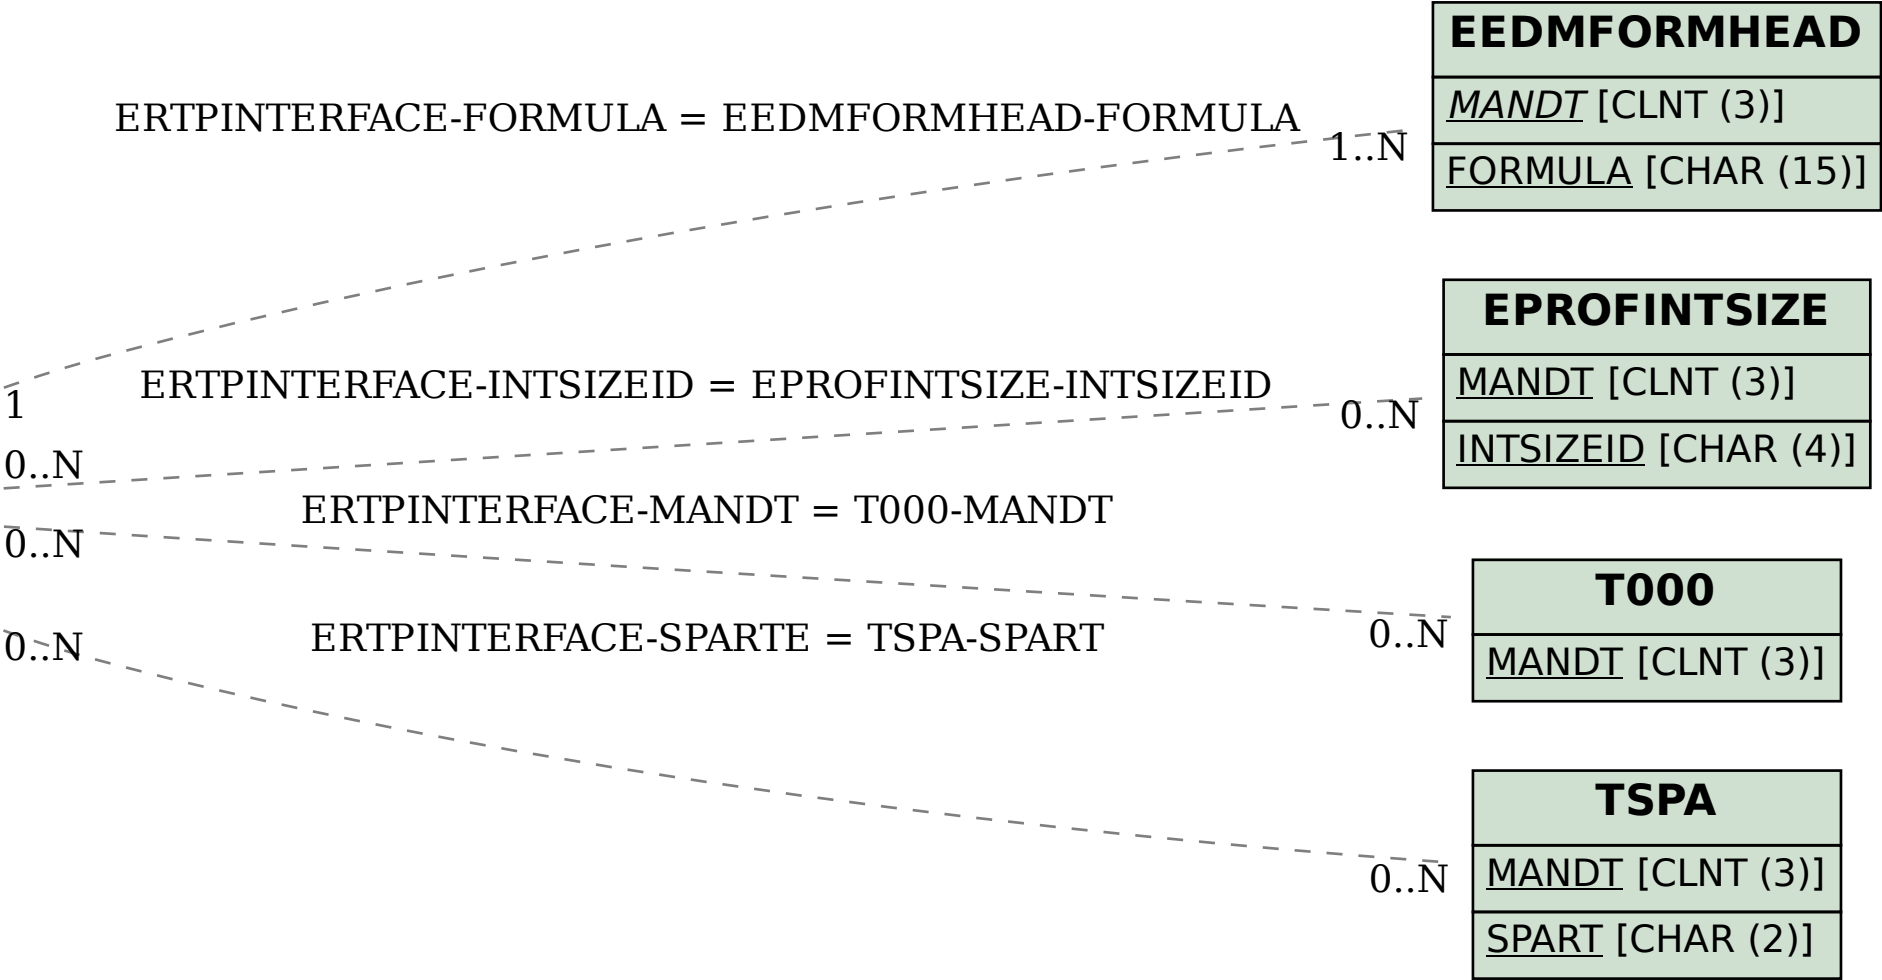 EEDMFORMHEAD
MANDT [CLNT (3)]
FORMULA [CHAR (15)]
ERTPINTERFACE-FORMULA = EEDMFORMHEAD-FORMULA
1..N
1
EPROFINTSIZE
MANDT [CLNT (3)]
INTSIZEID [CHAR (4)]
ERTPINTERFACE-INTSIZEID = EPROFINTSIZE-INTSIZEID
0..N
0..N
ERTPINTERFACE-MANDT = T000-MANDT
0..N
0..N
T000
MANDT [CLNT (3)]
ERTPINTERFACE-SPARTE = TSPA-SPART
0..N
0..N
TSPA
MANDT [CLNT (3)]
SPART [CHAR (2)]